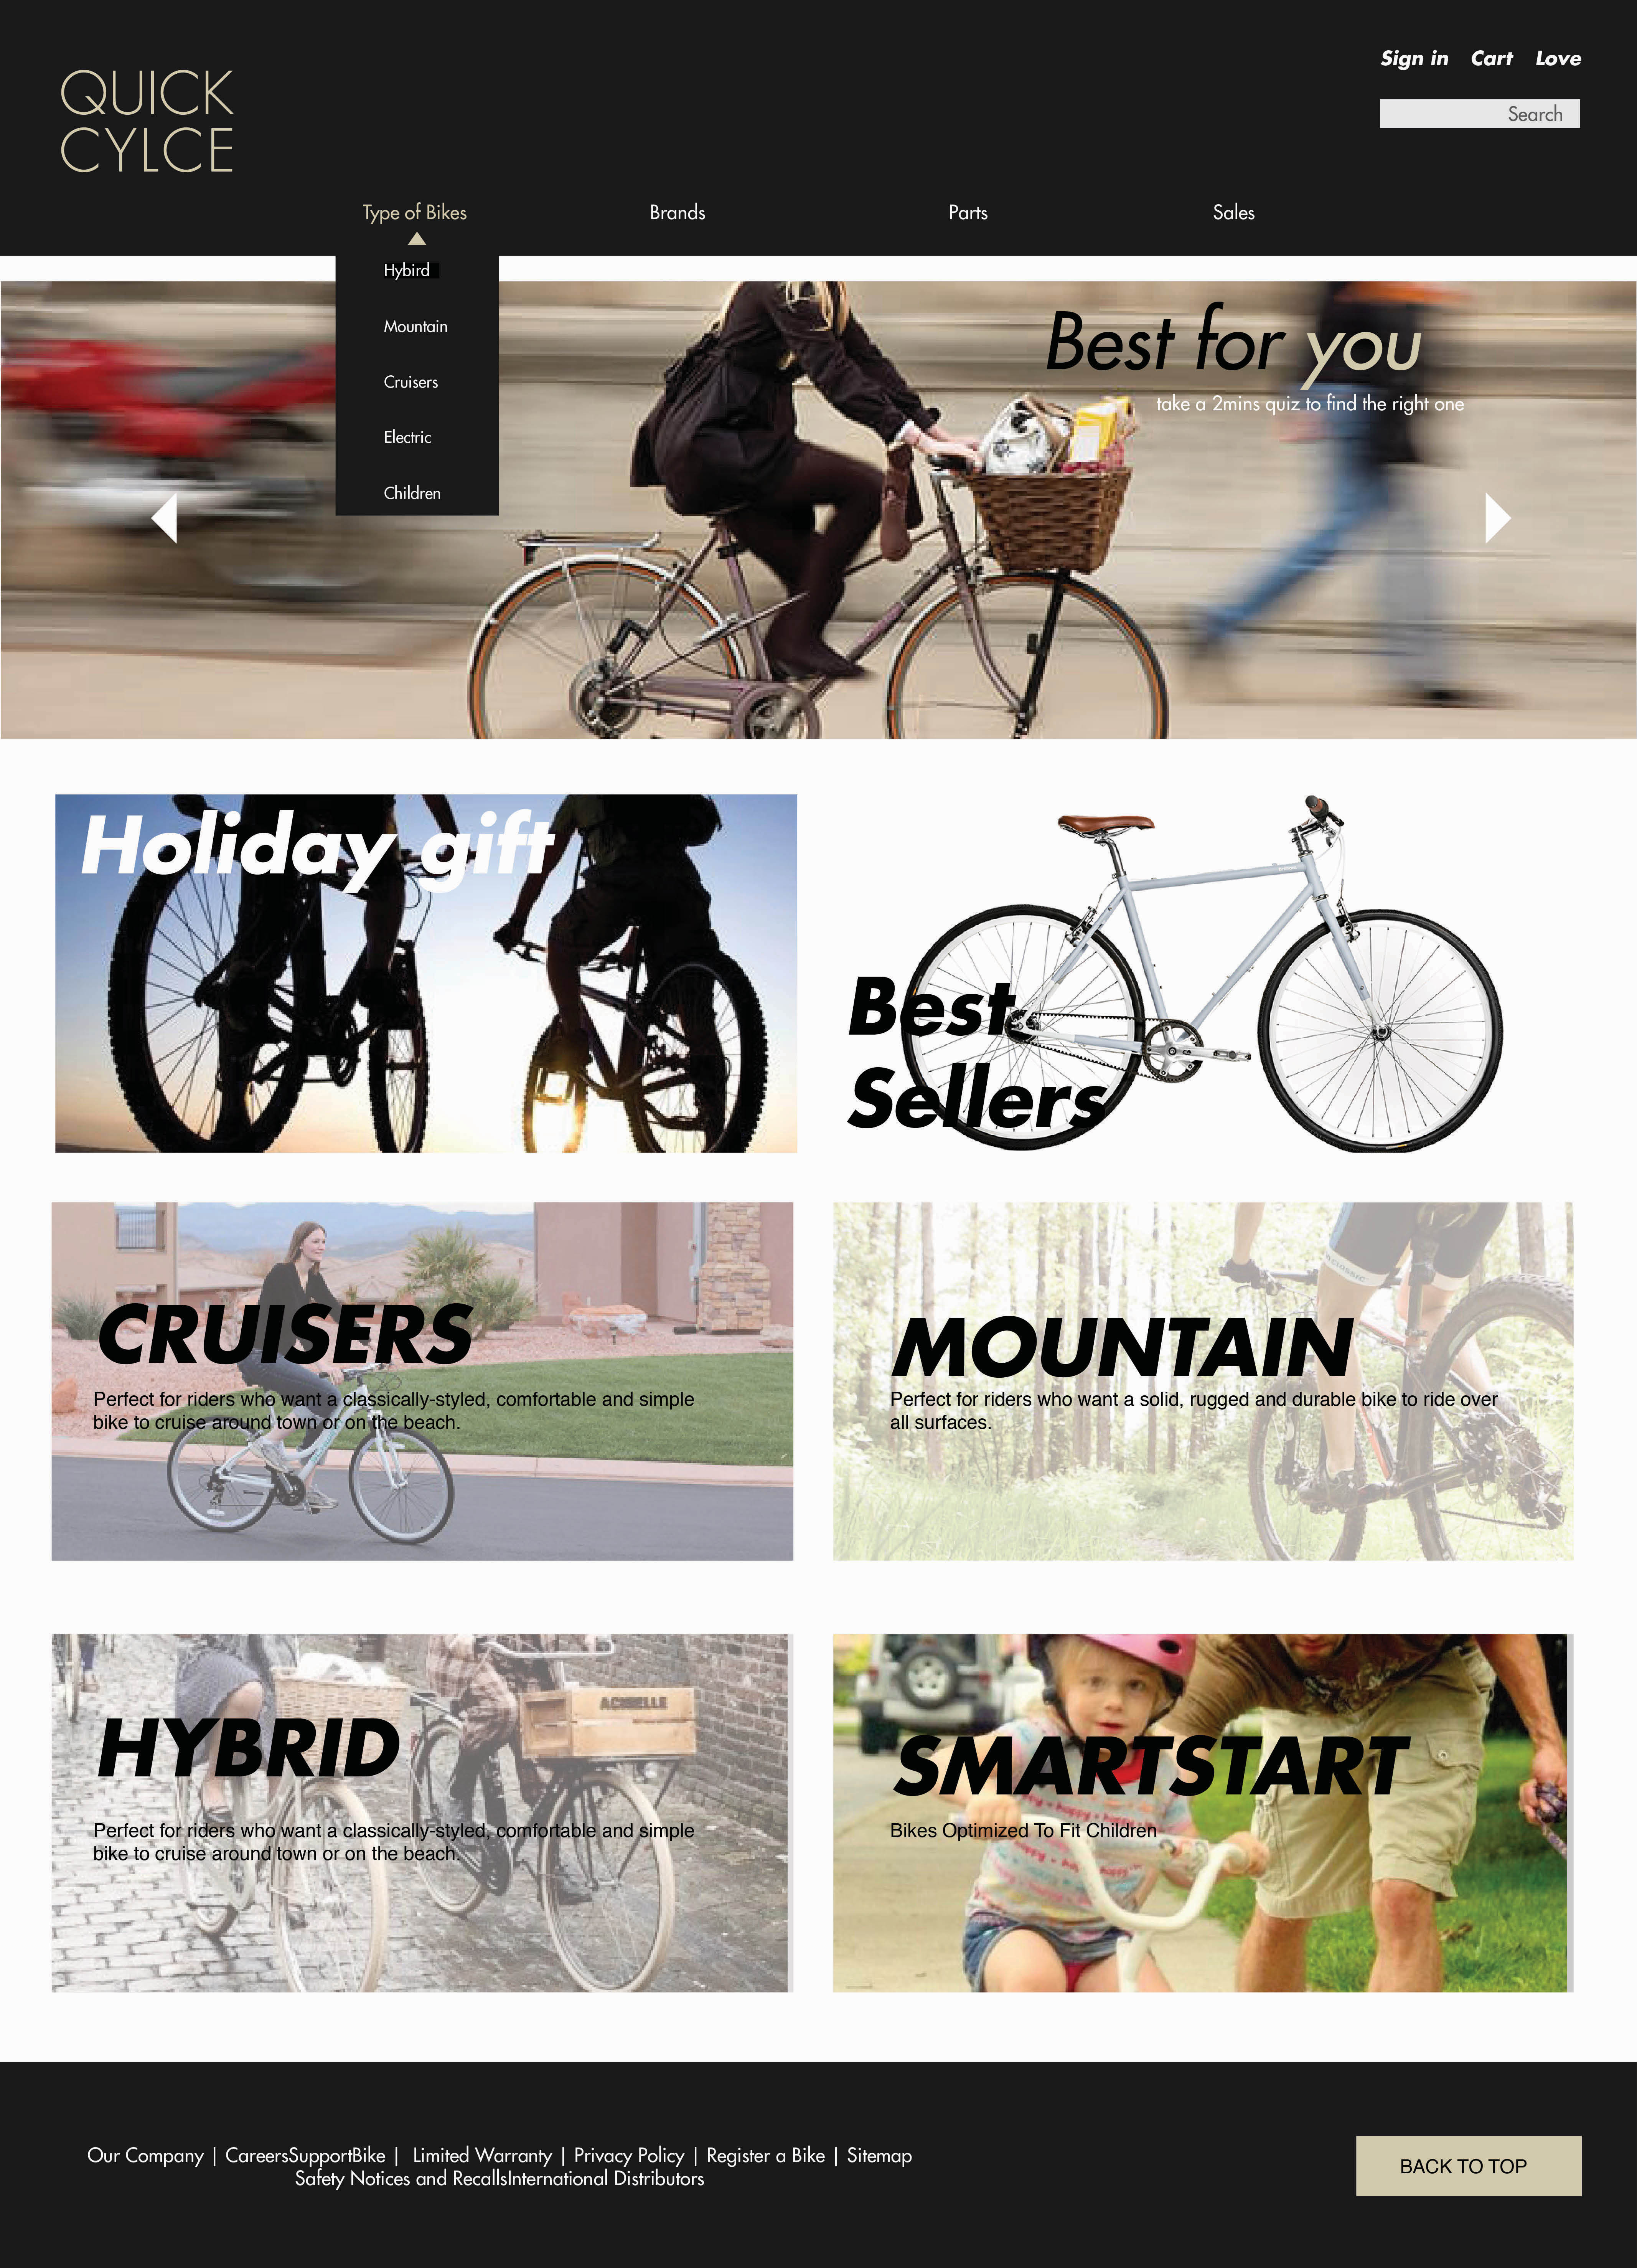 Sign in Cart Love
QUICK
CYLCE
Search
Type of Bikes Brands Parts Sales
Hybird
Mountain
Cruisers
Electric
Children
Best for you
take a 2mins quiz to find the right one
Holiday gift
Best
Sellers
CRUISERS
Perfect for riders who want a classically-styled, comfortable and simple
bike to cruise around town or on the beach.
MOUNTAIN
Perfect for riders who want a solid, rugged and durable bike to ride over
all surfaces.
HYBRID
Perfect for riders who want a classically-styled, comfortable and simple
bike to cruise around town or on the beach.
SMARTSTART
Bikes Optimized To Fit Children
Our Company | CareersSupportBike | Limited Warranty | Privacy Policy | Register a Bike | Sitemap
Safety Notices and RecallsInternational Distributors
BACK TO TOP